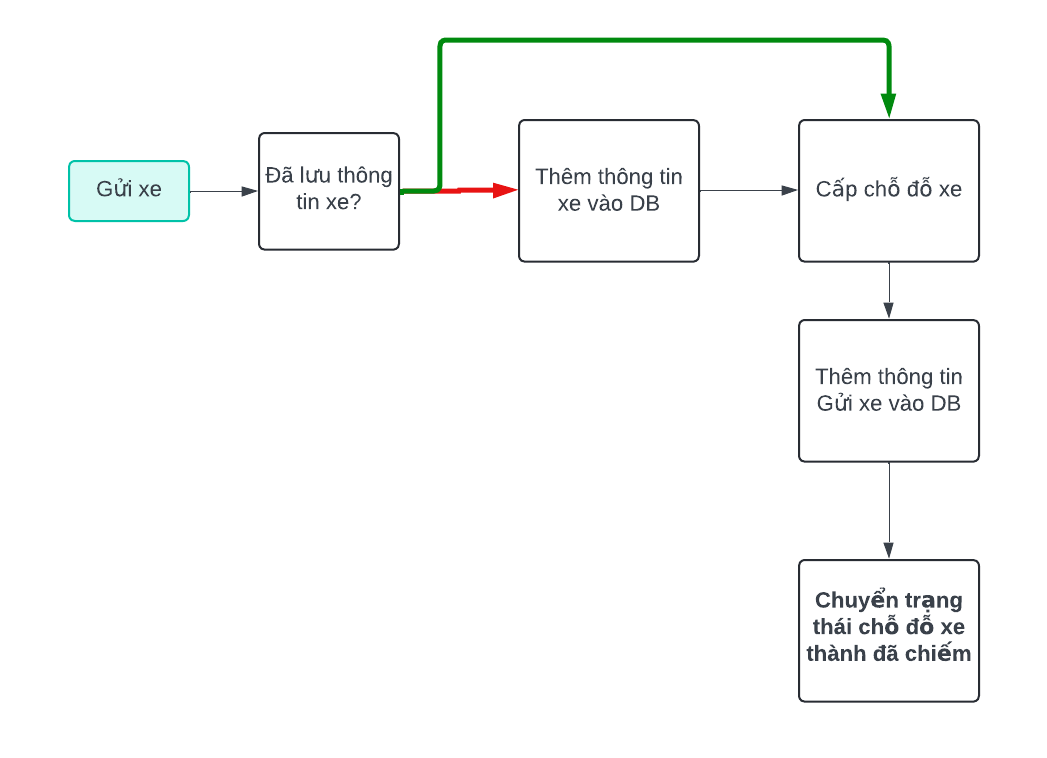 Gửi xe
Đã lưu thông
tin xe?
Thêm thông tin
xe vào DB
Cấp chỗ đỗ xe
Thêm thông tin
Gửi xe vào DB
Chuyển trạng
thái chỗ đỗ xe
thành đã chiếm